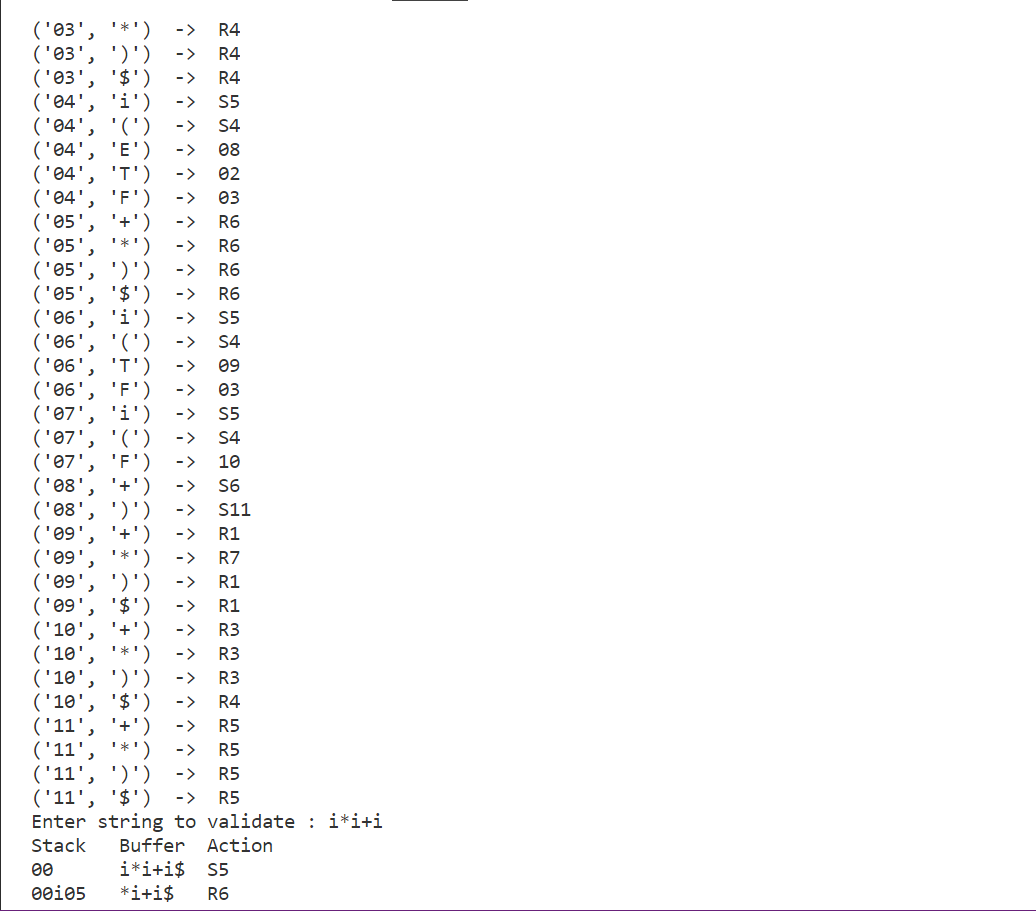 ('03', '*')  ->  R4
('03', ')')  ->  R4
('03', '$')  ->  R4
('04', 'i')  ->  S5
('04', '(')  ->  S4
('04', 'E')  ->  08
('04', 'T')  ->  02
('04', 'F')  ->  03
('05', '+')  ->  R6
('05', '*')  ->  R6
('05', ')')  ->  R6
('05', '$')  ->  R6
('06', 'i')  ->  S5
('06', '(')  ->  S4
('06', 'T')  ->  09
('06', 'F')  ->  03
('07', 'i')  ->  S5
('07', '(')  ->  S4
('07', 'F')  ->  10
('08', '+')  ->  S6
('08', ')')  ->  S11
('09', '+')  ->  R1
('09', '*')  ->  R7
('09', ')')  ->  R1
('09', '$')  ->  R1
('10', '+')  ->  R3
('10', '*')  ->  R3
('10', ')')  ->  R3
('10', '$')  ->  R4
('11', '+')  ->  R5
('11', '*')  ->  R5
('11', ')')  ->  R5
('11', '$')  ->  R5
Enter string to validate : i*i+i
Stack   Buffer  Action
00      i*i+i$  S5
00i05   *i+i$   R6